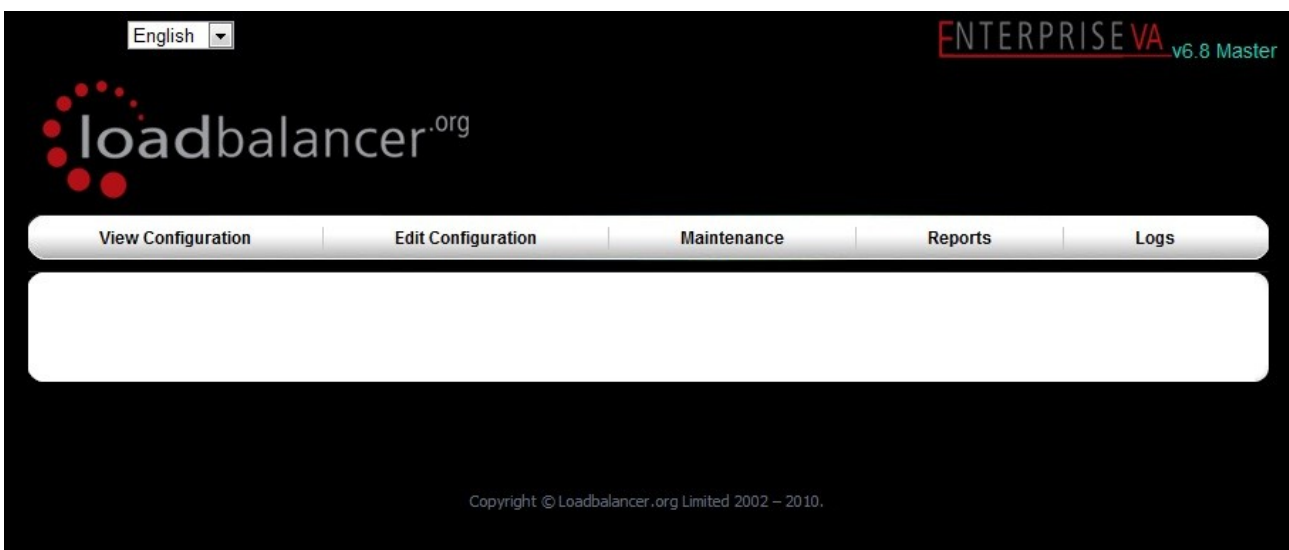 English
ENTERPRISE VA v6.8 Master
loadbalancer.org
View Configuration Edit Configuration Maintenance Reports Logs
Copyright © Loadbalancer.org Limited 2002 – 2010.